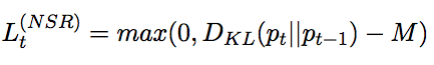 $L_t^{(NSR)} = max(0, D_{KL}(p_t || p_{t-1}) - M)$